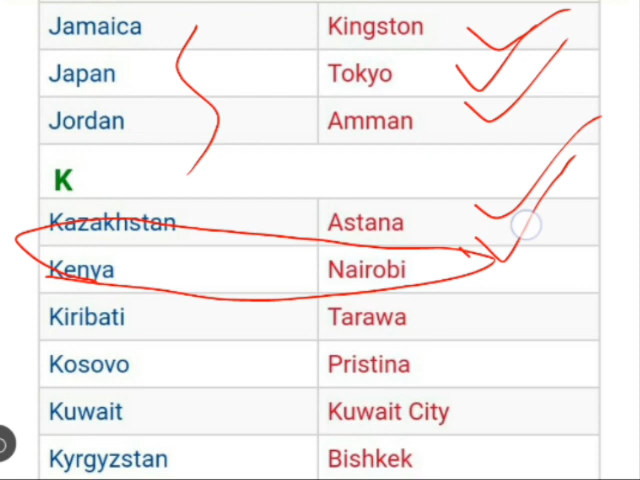 Jamaica Kingston
Japan Tokyo
Jordan Amman
K
Kazakhstan Astana
Kenya Nairobi
Kiribati Tarawa
Kosovo Pristina
Kuwait Kuwait City
Kyrgyzstan Bishkek